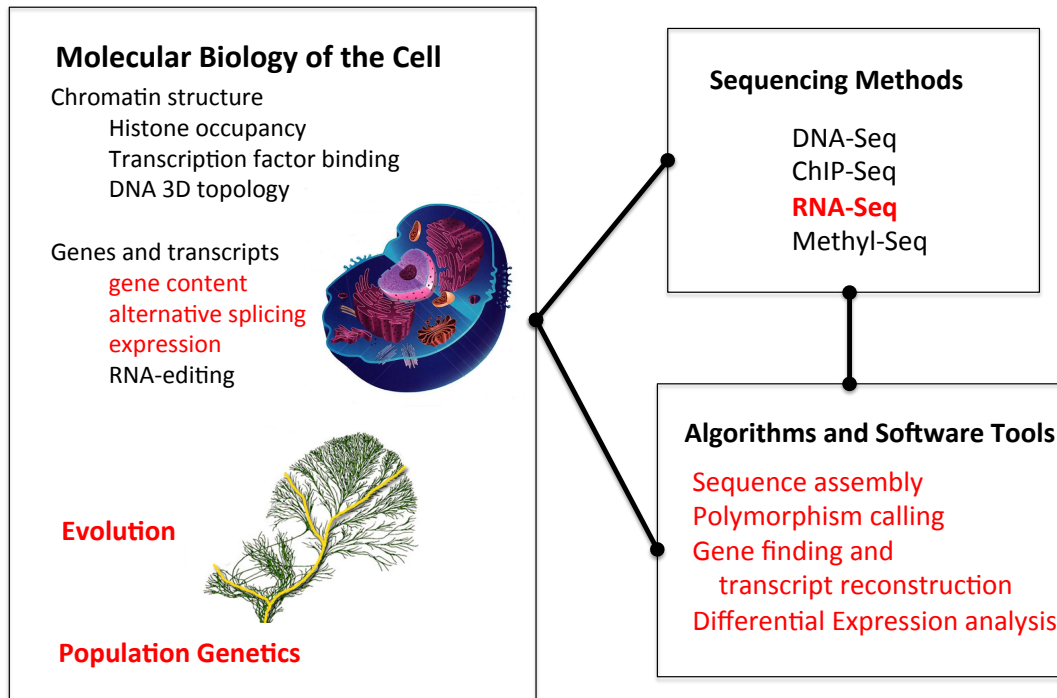 Molecular Biology of the Cell
Chromatin structure
Histone occupancy
Transcription factor binding
DNA 3D topology
Genes and transcripts
gene content
alternative splicing
expression
RNA-editing
Evolution
Population Genetics
Sequencing Methods
DNA-Seq
ChIP-Seq
RNA-Seq
Methyl-Seq
Algorithms and Software Tools
Sequence assembly
Polymorphism calling
Gene finding and
transcript reconstruction
Differential Expression analysis